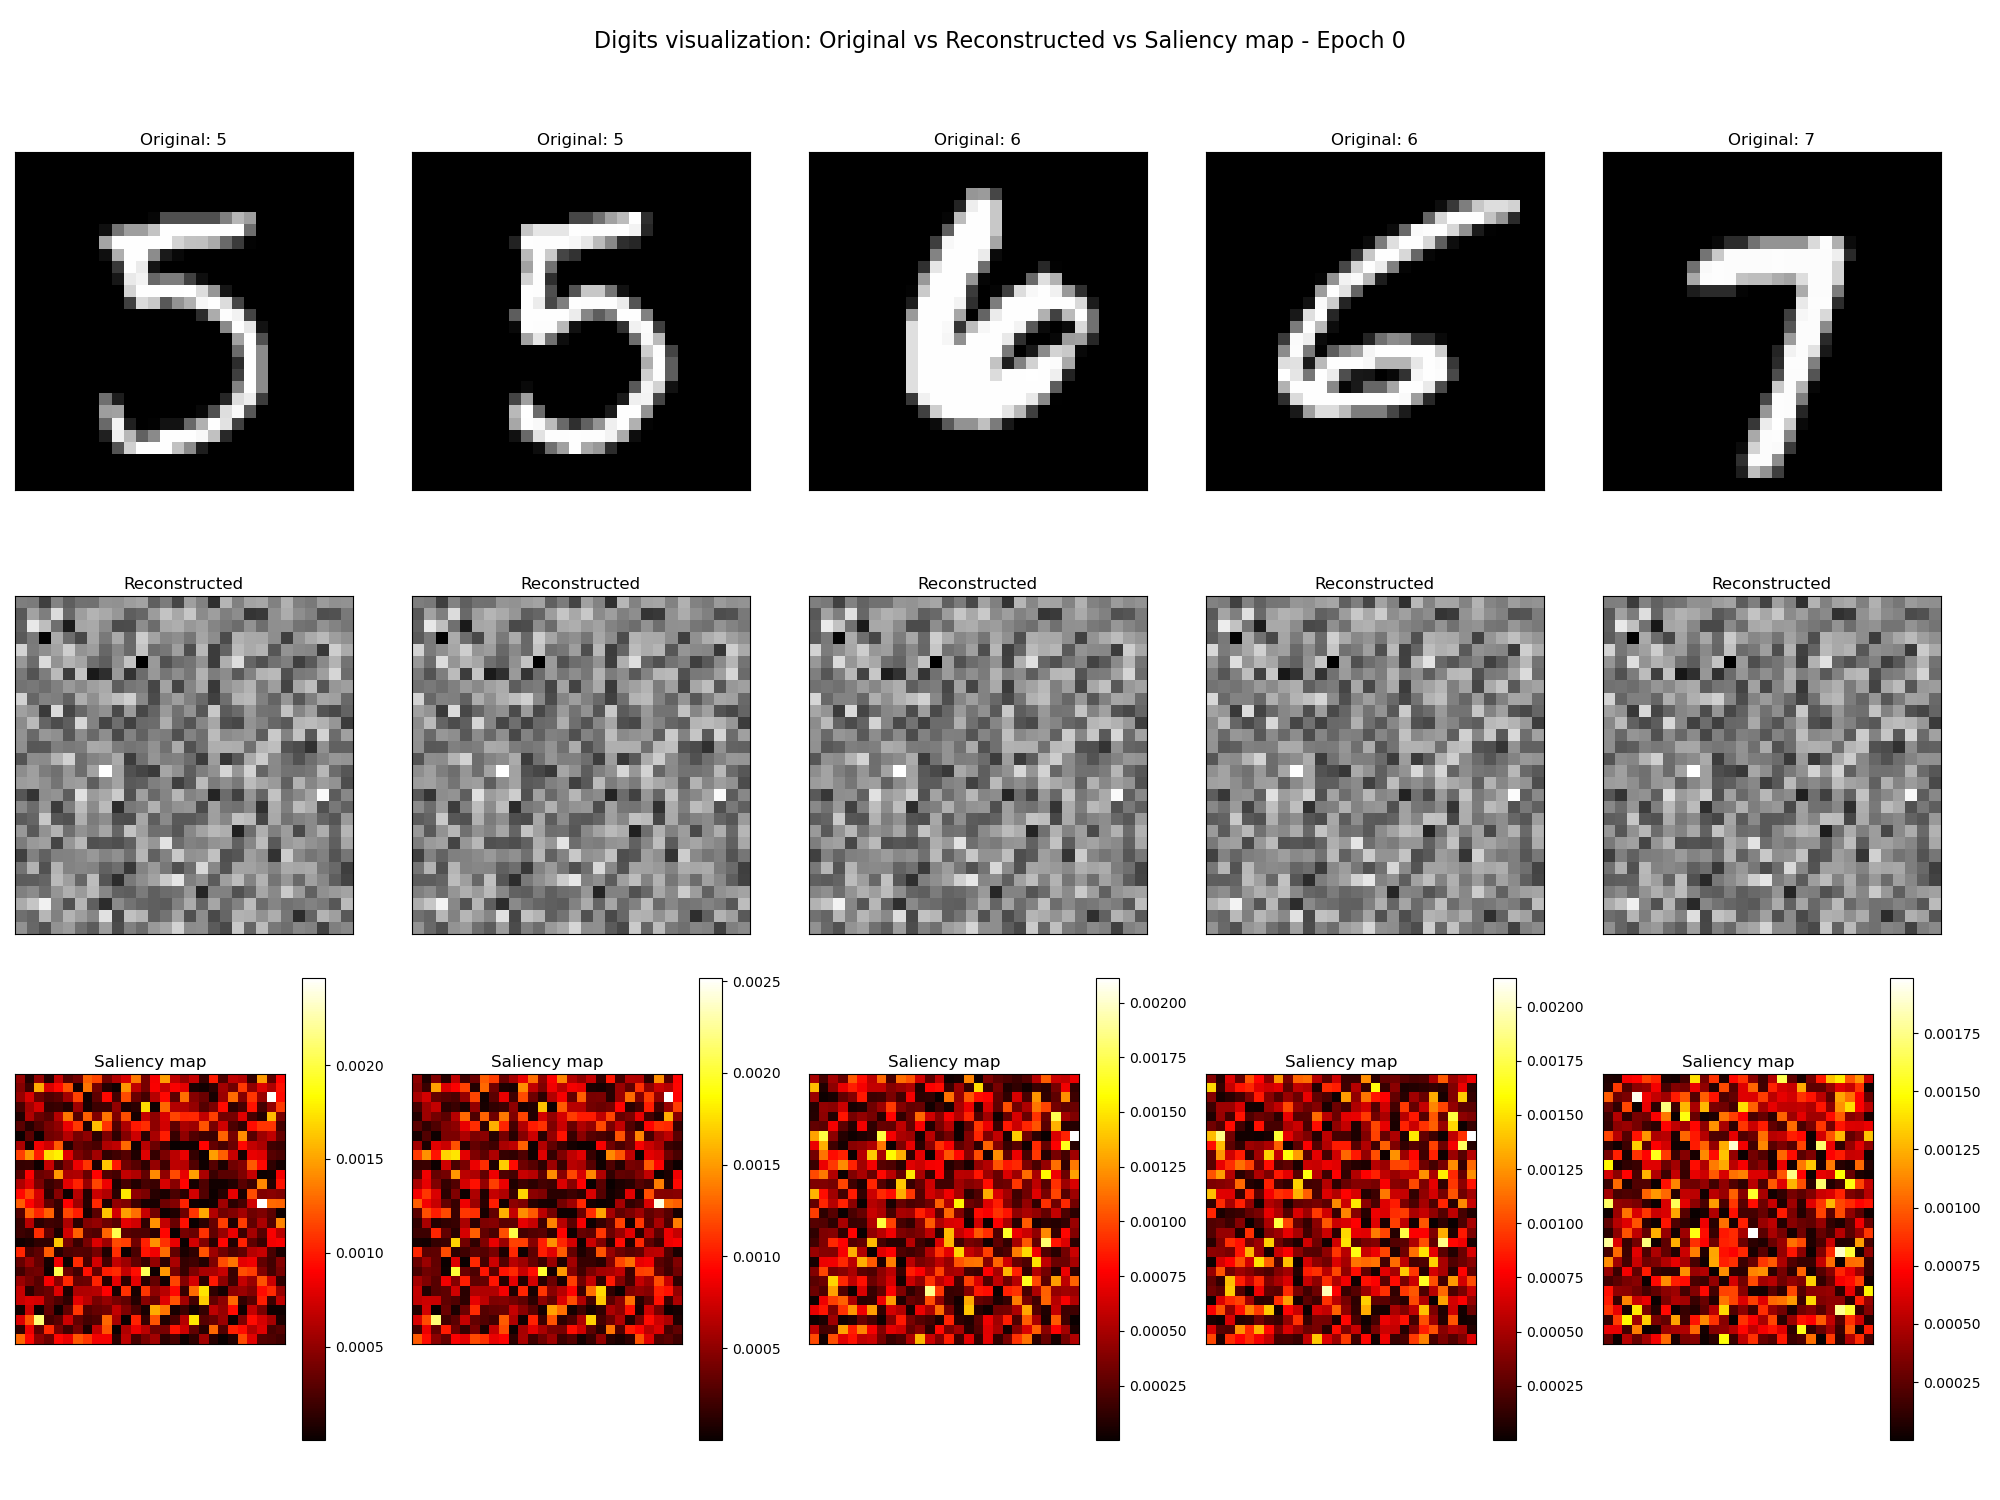 Digits visualization: Original vs Reconstructed vs Saliency map - Epoch 0
Original: 5
Original: 5
Original: 6
Original: 6
Original: 7
5
5
6
6
7
Reconstructed
Reconstructed
Reconstructed
Reconstructed
Reconstructed
Saliency map
0.0020
0.0015
0.0010
0.0005
Saliency map
0.0025
0.0020
0.0015
0.0010
0.0005
Saliency map
0.00200
0.00175
0.00150
0.00125
0.00100
0.00075
0.00050
0.00025
Saliency map
0.00200
0.00175
0.00150
0.00125
0.00100
0.00075
0.00050
0.00025
Saliency map
0.00175
0.00150
0.00125
0.00100
0.00075
0.00050
0.00025